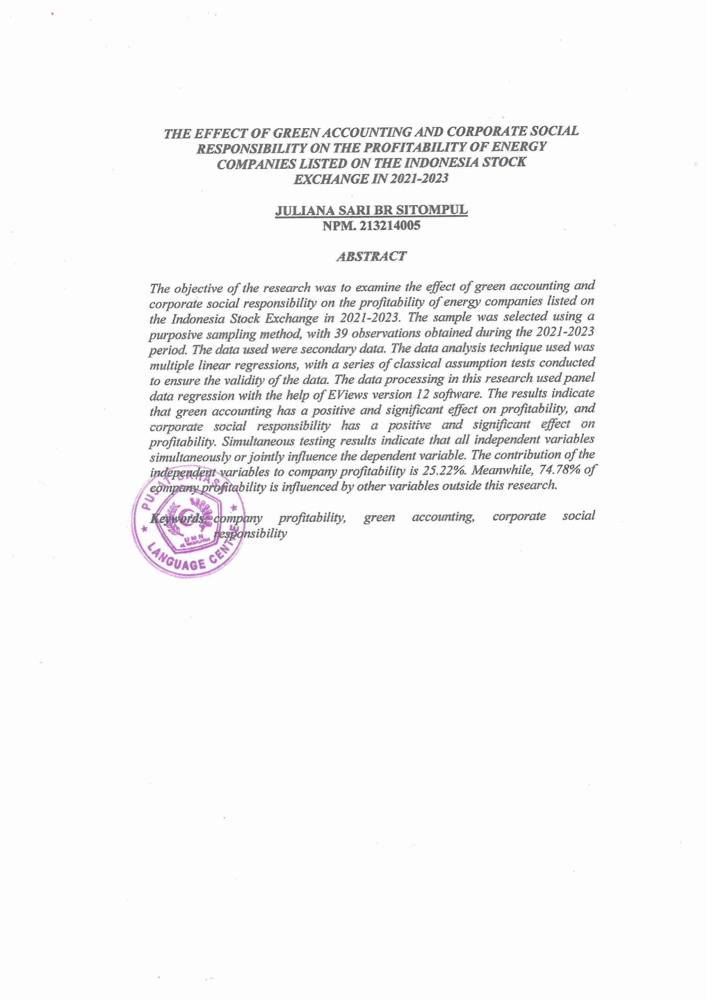 THE EFFECT OF GREEN ACCOUNTING AND CORPORATE SOCIAL
RESPONSIBILITY ON THE PROFITABILITY OF ENERGY
COMPANIES LISTED ON THE INDONESIA STOCK
EXCHANGE IN 2021-2023
JULIANA SARI BR SITOMPUL
NPM. 213214005
ABSTRACT
The objective of the research was to examine the effect of green accounting and
corporate social responsibility on the profitability of energy companies listed on
the Indonesia Stock Exchange in 2021-2023. The sample was selected using a
purposive sampling method, with 39 observations obtained during the 2021-2023
period. The data used were secondary data. The data analysis technique used was
multiple linear regressions, with a series of classical assumption tests conducted
to ensure the validity of the data. The data processing in this research used panel
data regression with the help of EViews version 12 software. The results indicate
that green accounting has a positive and significant effect on profitability, and
corporate social responsibility has a positive and significant effect on
profitability. Simultaneous testing results indicate that all independent variables
simultaneously or jointly influence the dependent variable. The contribution of the
independent variables to company profitability is 25.22%. Meanwhile, 74.78% of
company profitability is influenced by other variables outside this research.
Keywords: company profitability, green accounting, corporate social
responsibility
PUSAT BAHASA
UMN
AL WASHLIYAH
LANGUAGE CENTRE